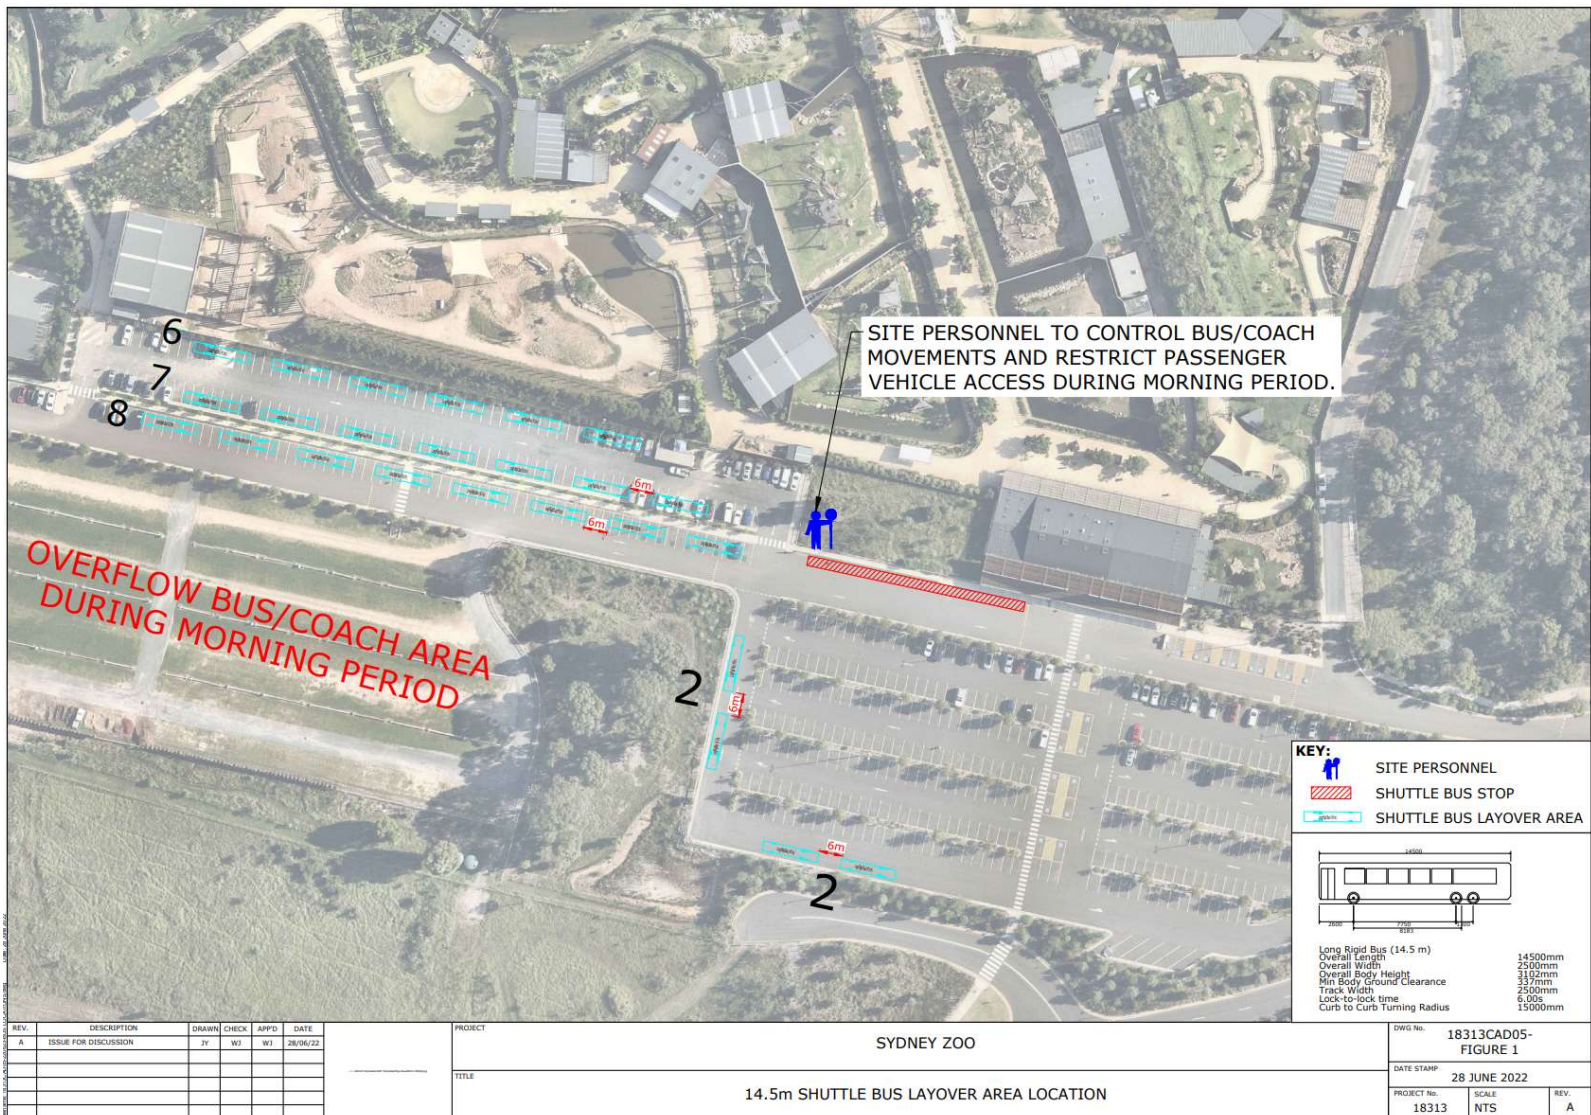 SITE PERSONNEL TO CONTROL BUS/COACH
MOVEMENTS AND RESTRICT PASSENGER
VEHICLE ACCESS DURING MORNING PERIOD.
6
7
8
6m
6m
OVERFLOW BUS/COACH AREA
DURING MORNING PERIOD
2
6m
6m
2
KEY:
SITE PERSONNEL
SHUTTLE BUS STOP
SHUTTLE BUS LAYOVER AREA
14500
2600
7750
8183
Long Rigid Bus (14.5 m)
Overall Length 14500mm
Overall Width 2500mm
Overall Body Height 3102mm
Min Body Ground Clearance 337mm
Track Width 2500mm
Lock-to-lock time 6.00s
Curb to Curb Turning Radius 15000mm
REV. DESCRIPTION DRAWN CHECK APP'D DATE
A ISSUE FOR DISCUSSION JY WJ WJ 28/06/22
PROJECT
SYDNEY ZOO
TITLE
14.5m SHUTTLE BUS LAYOVER AREA LOCATION
DWG No.
18313CAD05-
FIGURE 1
DATE STAMP
28 JUNE 2022
PROJECT No.
18313
SCALE
NTS
REV.
A